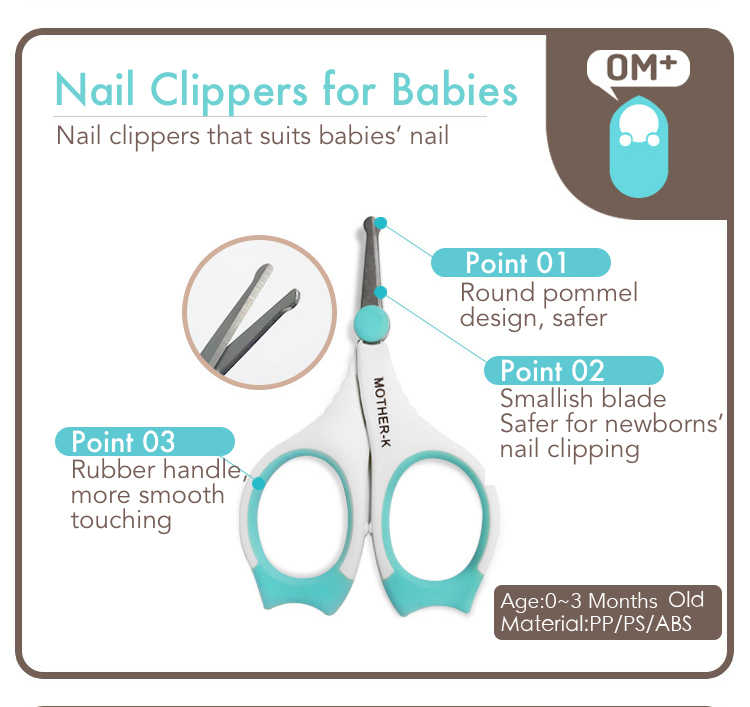 Nail Clippers for Babies
Nail clippers that suits babies’ nail
0M+
Point 01
Round pommel
design, safer
Point 02
Smallish blade
Safer for newborns’
nail clipping
MOTHER-K
Point 03
Rubber handle,
more smooth
touching
Age:0~3 Months Old
Material:PP/PS/ABS